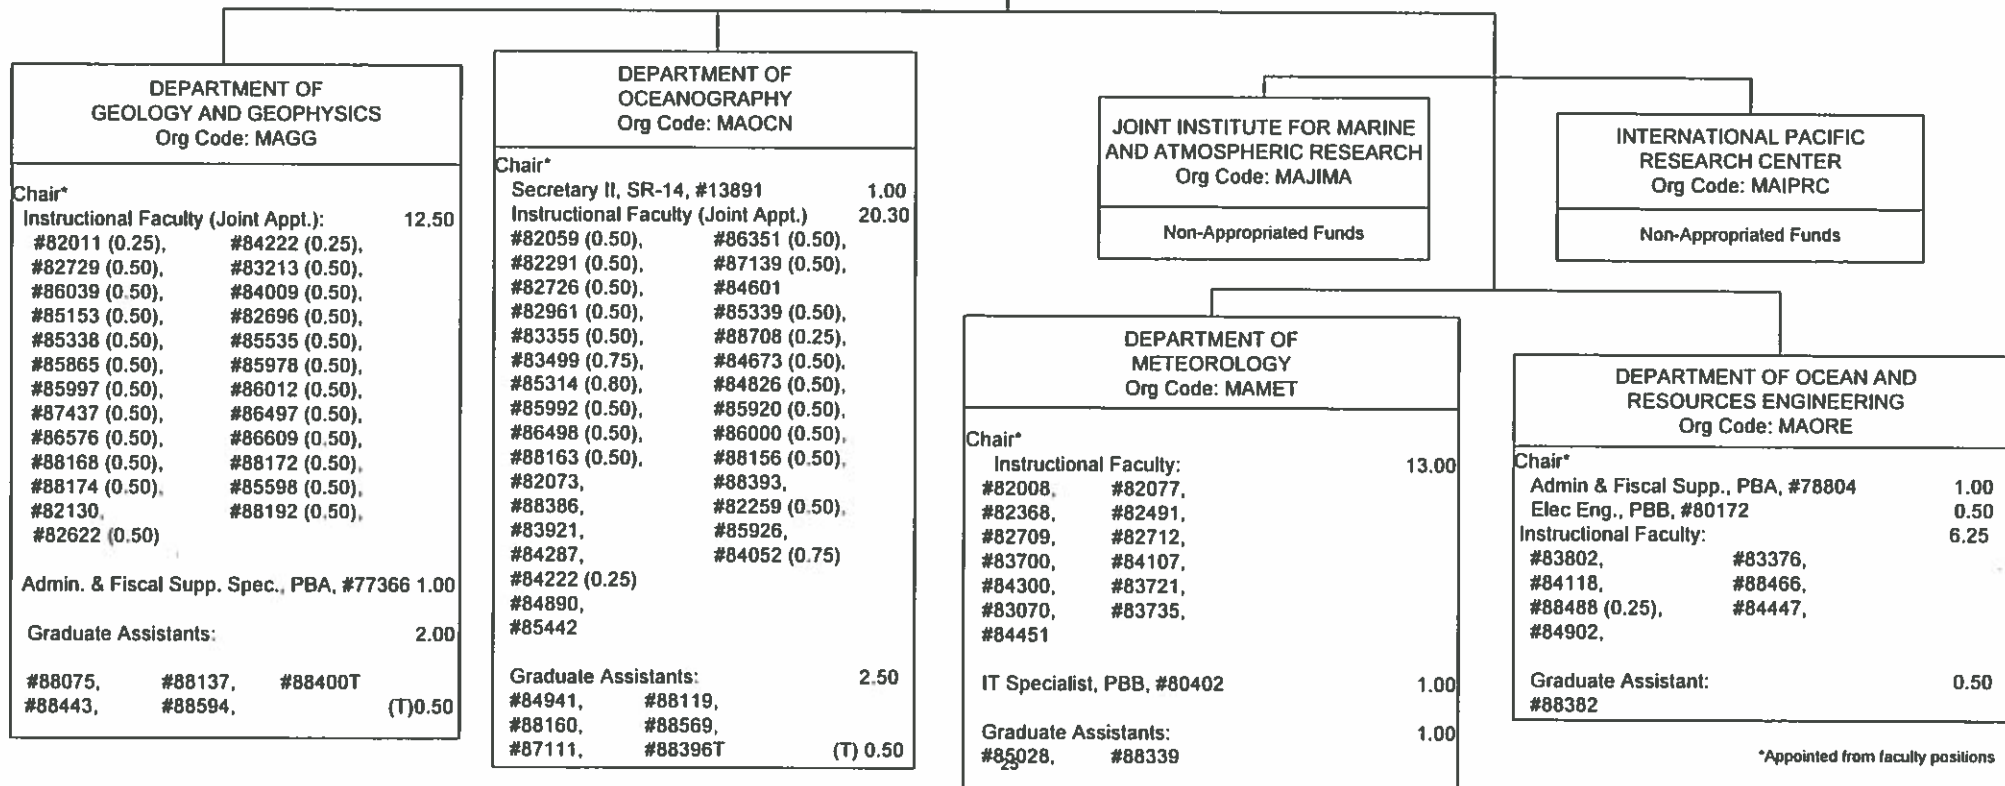 DEPARTMENT OF
GEOLOGY AND GEOPHYSICS
Org Code: MAGG
Chair*
Instructional Faculty (Joint Appt.): 12.50
#82011 (0.25), #84222 (0.25),
#82729 (0.50), #83213 (0.50),
#86039 (0.50), #84009 (0.50),
#85153 (0.50), #82696 (0.50),
#85338 (0.50), #85535 (0.50),
#85865 (0.50), #85978 (0.50),
#85997 (0.50), #86012 (0.50),
#87437 (0.50), #86497 (0.50),
#86576 (0.50), #86609 (0.50),
#88168 (0.50), #88172 (0.50),
#88174 (0.50), #85598 (0.50),
#82130, #88192 (0.50),
#82622 (0.50)
Admin. & Fiscal Supp. Spec., PBA, #77366 1.00
Graduate Assistants: 2.00
#88075, #88137, #88400T
#88443, #88594, (T)0.50
DEPARTMENT OF
OCEANOGRAPHY
Org Code: MAOCN
Chair*
Secretary II, SR-14, #13891 1.00
Instructional Faculty (Joint Appt.) 20.30
#82059 (0.50), #86351 (0.50),
#82291 (0.50), #87139 (0.50),
#82726 (0.50), #84601
#82961 (0.50), #85339 (0.50),
#83355 (0.50), #88708 (0.25),
#83499 (0.75), #84673 (0.50),
#85314 (0.80), #84826 (0.50),
#85992 (0.50), #85920 (0.50),
#86498 (0.50), #86000 (0.50),
#88163 (0.50), #88156 (0.50),
#82073, #88393,
#88386, #82259 (0.50),
#83921, #85926,
#84287, #84052 (0.75)
#84222 (0.25)
#84890,
#85442
Graduate Assistants: 2.50
#84941, #88119,
#88160, #88569,
#87111, #88396T (T) 0.50
JOINT INSTITUTE FOR MARINE
AND ATMOSPHERIC RESEARCH
Org Code: MAJIMA
Non-Appropriated Funds
INTERNATIONAL PACIFIC
RESEARCH CENTER
Org Code: MAIPRC
Non-Appropriated Funds
DEPARTMENT OF
METEOROLOGY
Org Code: MAMET
Chair*
Instructional Faculty: 13.00
#82008, #82077,
#82368, #82491,
#82709, #82712,
#83700, #84107,
#84300, #83721,
#83070, #83735,
#84451
IT Specialist, PBB, #80402 1.00
Graduate Assistants: 1.00
#85028, #88339
25
DEPARTMENT OF OCEAN AND
RESOURCES ENGINEERING
Org Code: MAORE
Chair*
Admin & Fiscal Supp., PBA, #78804 1.00
Elec Eng., PBB, #80172 0.50
Instructional Faculty: 6.25
#83802, #83376,
#84118, #88466,
#88488 (0.25), #84447,
#84902,
Graduate Assistant: 0.50
#88382
*Appointed from faculty positions